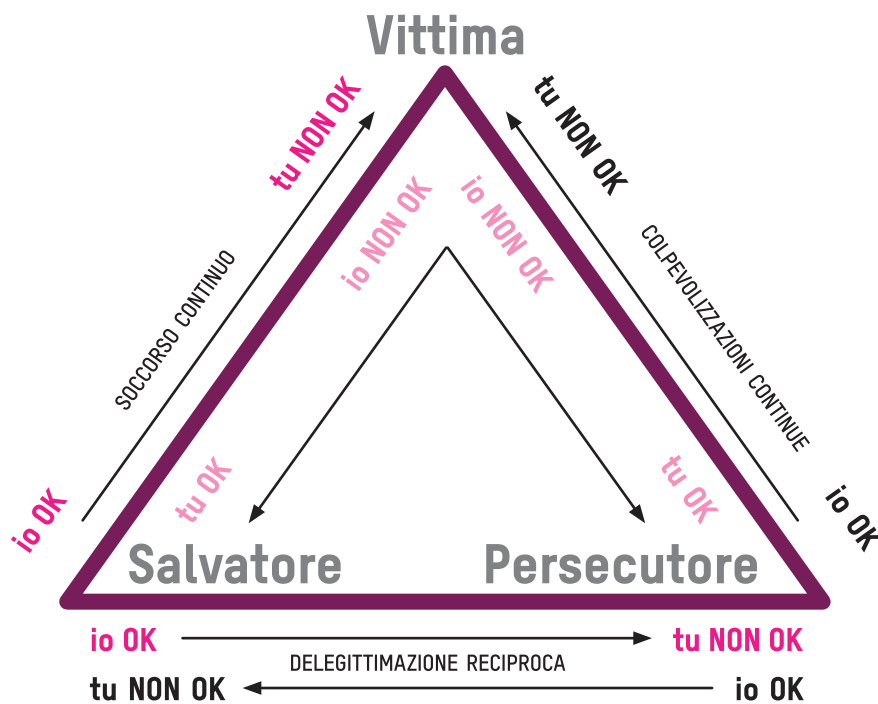 Vittima
tu NON OK
tu NON OK
io NON OK
io NON OK
SOCCORSO CONTINUO
COLPEVOLIZZAZIONI CONTINUE
io OK
tu OK
tu OK
io OK
Salvatore
Persecutore
io OK
tu NON OK
DELEGITTIMAZIONE RECIPROCA
tu NON OK
io OK